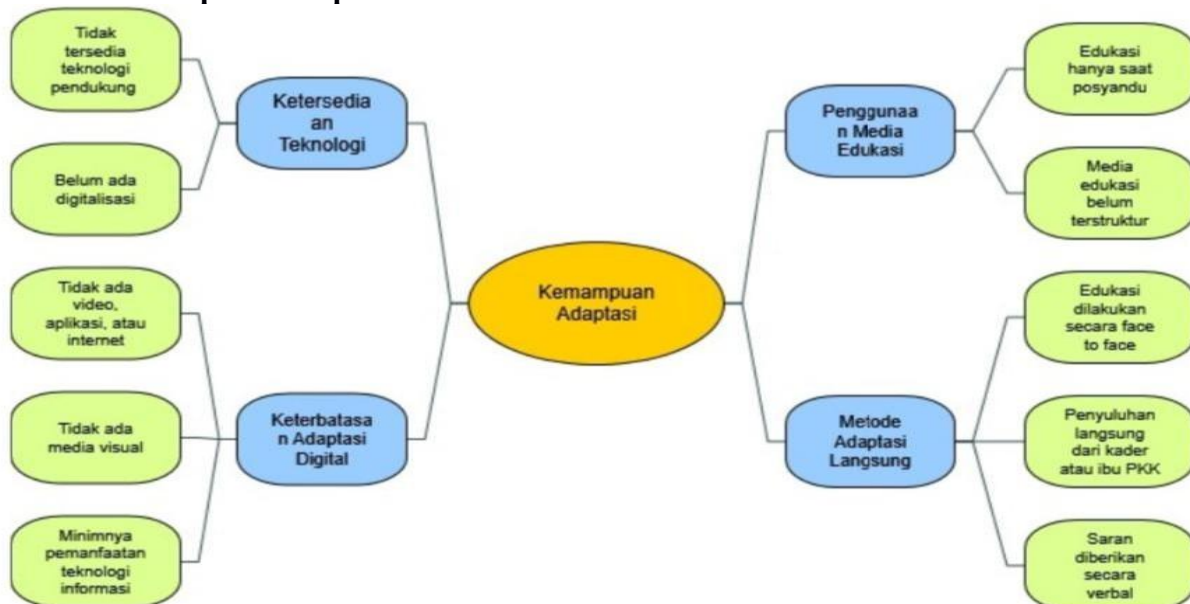 Tidak
tersedia
teknologi
pendukung
Belum ada
digitalisasi
Ketersedia
an
Teknologi
Tidak ada
video,
aplikasi, atau
internet
Tidak ada
media visual
Minimnya
pemanfaatan
teknologi
informasi
Keterbatasa
n Adaptasi
Digital
Kemampuan
Adaptasi
Penggunaa
n Media
Edukasi
Edukasi
hanya saat
posyandu
Media
edukasi
belum
terstruktur
Metode
Adaptasi
Langsung
Edukasi
dilakukan
secara face
to face
Penyuluhan
langsung
dari kader
atau ibu PKK
Saran
diberikan
secara
verbal